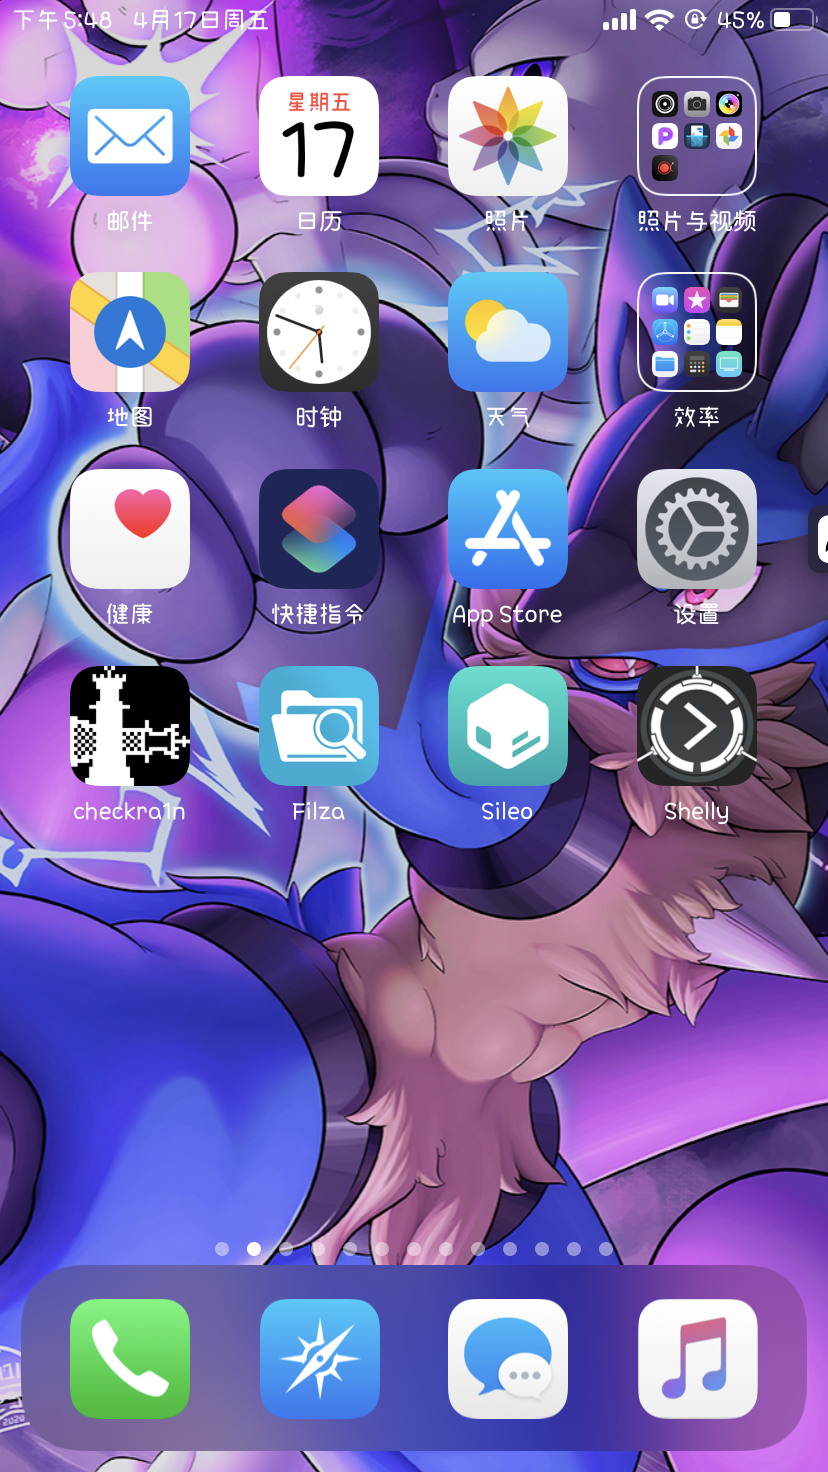 下午5:48 4月17日周五 45%
星期五
17
邮件 日历 照片 照片与视频
地图 时钟 天气 效率
健康 快捷指令 App Store 设置
checkra1n Filza Sileo Shelly
2020